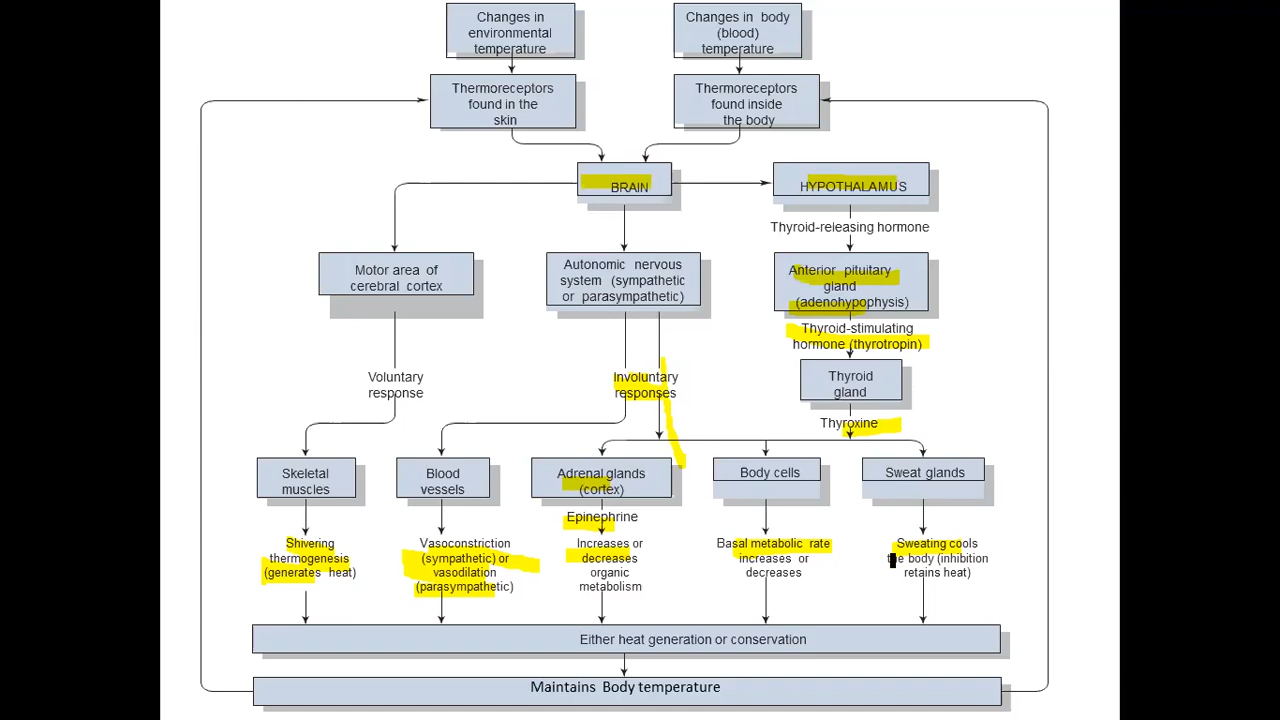 Changes in
environmental
temperature
Changes in body
(blood)
temperature
Thermoreceptors
found in the
skin
Thermoreceptors
found inside
the body
BRAIN
HYPOTHALAMUS
Thyroid-releasing hormone
Motor area of
cerebral cortex
Autonomic nervous
system (sympathetic
or parasympathetic)
Anterior pituitary
gland
(adenohypophysis)
Thyroid-stimulating
hormone (thyrotropin)
Voluntary
response
Involuntary
responses
Thyroid
gland
Thyroxine
Skeletal
muscles
Blood
vessels
Adrenal glands
(cortex)
Body cells
Sweat glands
Epinephrine
Shivering
thermogenesis
(generates heat)
Vasoconstriction
(sympathetic) or
vasodilation
(parasympathetic)
Increases or
decreases
organic
metabolism
Basal metabolic rate
increases or
decreases
Sweating cools
the body (inhibition
retains heat)
Either heat generation or conservation
Maintains Body temperature